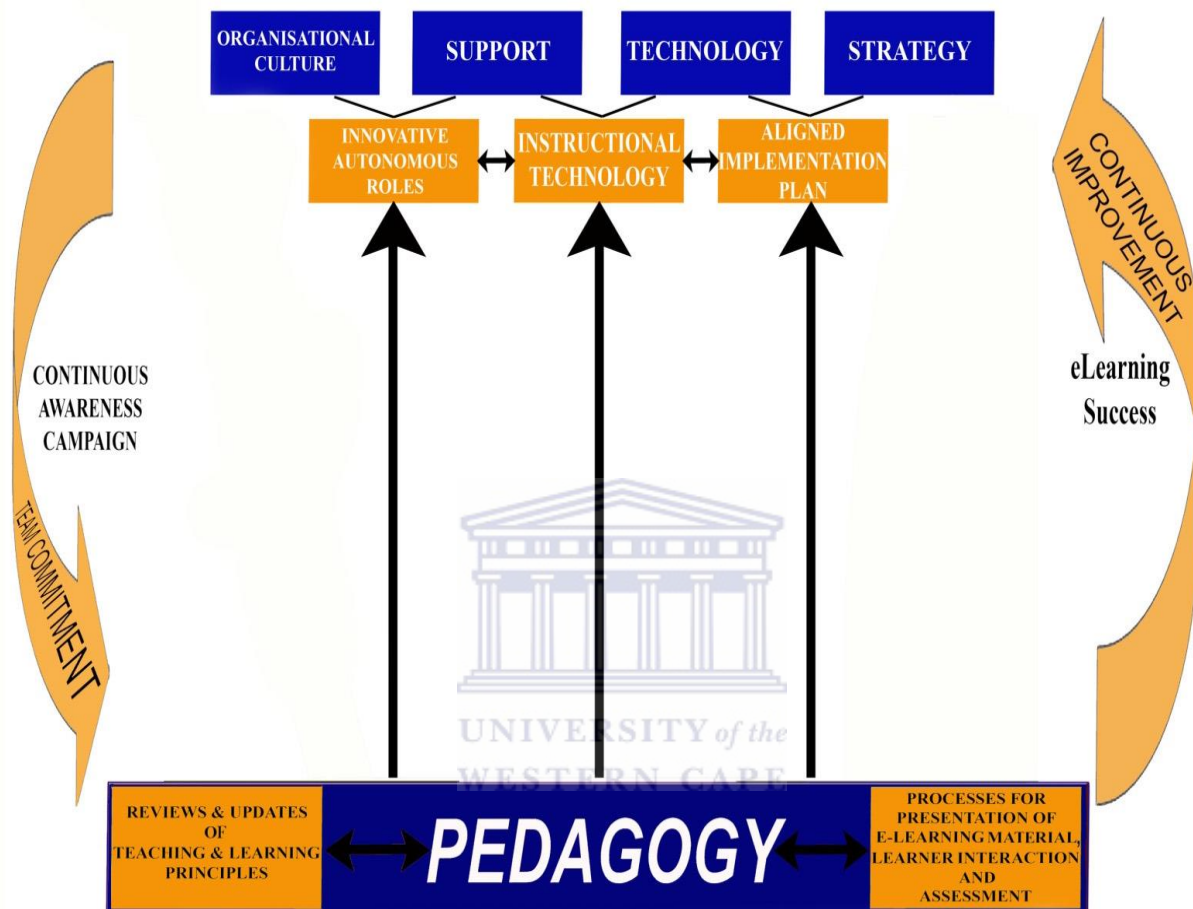 ORGANISATIONAL
CULTURE
SUPPORT
TECHNOLOGY
STRATEGY
INNOVATIVE
AUTONOMOUS
ROLES
INSTRUCTIONAL
TECHNOLOGY
ALIGNED
IMPLEMENTATION
PLAN
CONTINUOUS
IMPROVEMENT
CONTINUOUS
AWARENESS
CAMPAIGN
eLearning
Success
TEAM COMMITMENT
UNIVERSITY of the
WESTERN CAPE
REVIEWS & UPDATES
OF
TEACHING & LEARNING
PRINCIPLES
PEDAGOGY
PROCESSES FOR
PRESENTATION OF
E-LEARNING MATERIAL,
LEARNER INTERACTION
AND
ASSESSMENT